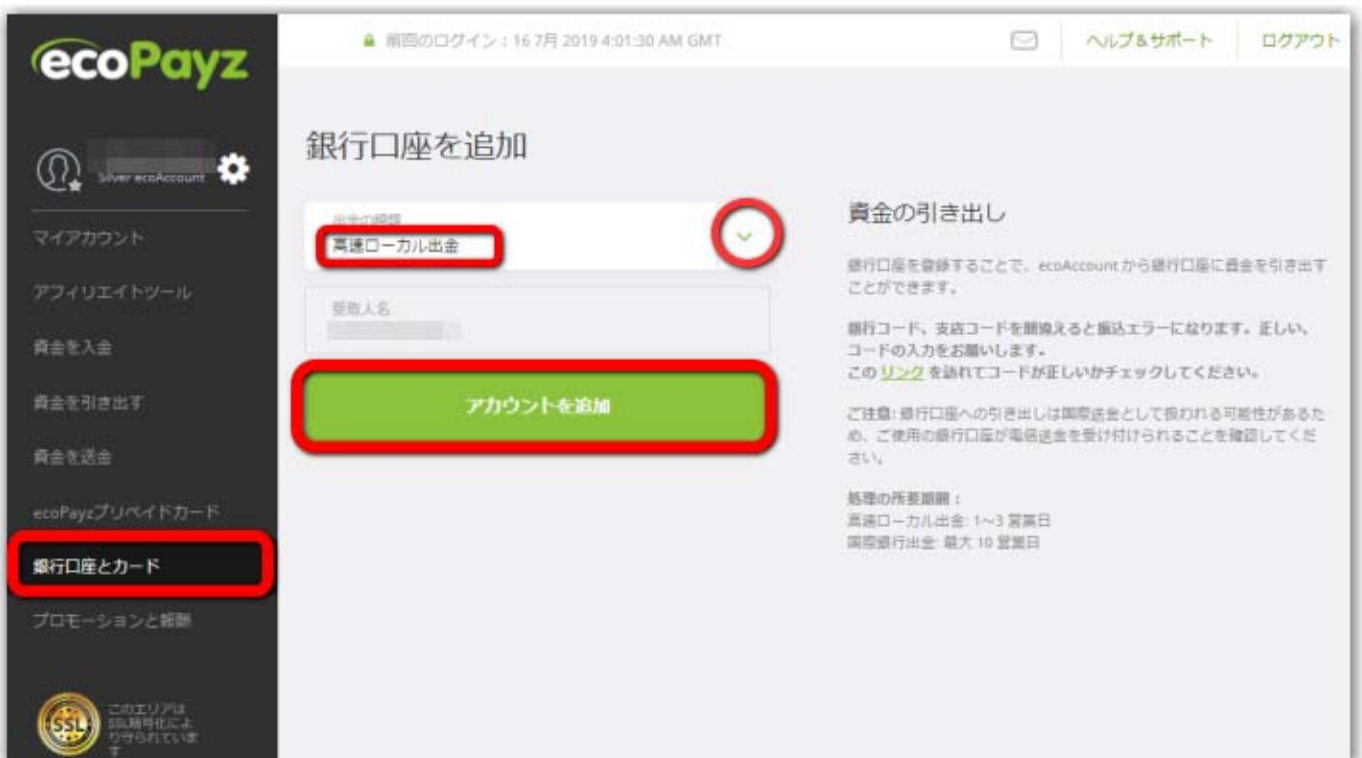 ecoPayz
前回のログイン：16 7月 2019 4:01:30 AM GMT
ヘルプ&サポート
ログアウト
Silver ecoAccount
マイアカウント
アフィリエイトツール
資金を入金
資金を引き出す
資金を送金
ecoPayzプリペイドカード
銀行口座とカード
プロモーションと報酬
SSL
このエリアは
SSL暗号化によ
り守られていま
す
銀行口座を追加
出金の種類
高速ローカル出金
受取人名
アカウントを追加
資金の引き出し
銀行口座を登録することで、ecoAccount から銀行口座に資金を引き出す
ことができます。
銀行コード、支店コードを間違えると振込エラーになります。正しい、
コードの入力をお願いします。
この リンク を訪れてコードが正しいかチェックしてください。
ご注意: 銀行口座への引き出しは国際送金として扱われる可能性があるた
め、ご使用の銀行口座が電信送金を受け付けられることを確認してくだ
さい。
処理の所要期間：
高速ローカル出金: 1～3 営業日
国際銀行出金: 最大 10 営業日